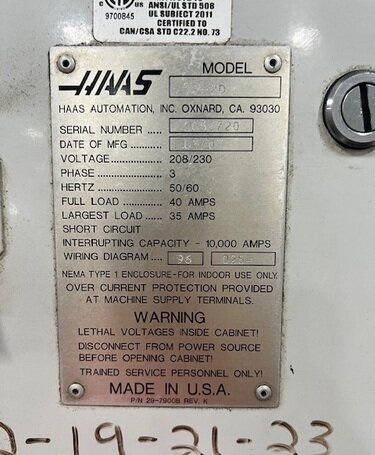 ANSI/UL STD 508
UL SUBJECT 2011
9700845 CERTIFIED TO
CAN/CSA STD C22.2 NO. 73
HAAS MODEL
HAAS AUTOMATION, INC. OXNARD, CA. 93030
SERIAL NUMBER .....
DATE OF MFG ...........
VOLTAGE .................. 208/230
PHASE ...................... 3
HERTZ ...................... 50/60
FULL LOAD ............. 40 AMPS
LARGEST LOAD ..... 35 AMPS
SHORT CIRCUIT
INTERRUPTING CAPACITY - 10,000 AMPS
WIRING DIAGRAM .... 96
NEMA TYPE 1 ENCLOSURE-FOR INDOOR USE ONLY
OVER CURRENT PROTECTION PROVIDED
AT MACHINE SUPPLY TERMINALS.
WARNING
LETHAL VOLTAGES INSIDE CABINET!
DISCONNECT FROM POWER SOURCE
BEFORE OPENING CABINET!
TRAINED SERVICE PERSONNEL ONLY!
MADE IN U.S.A.
P/N 29-7900B REV. K
-19-21-23